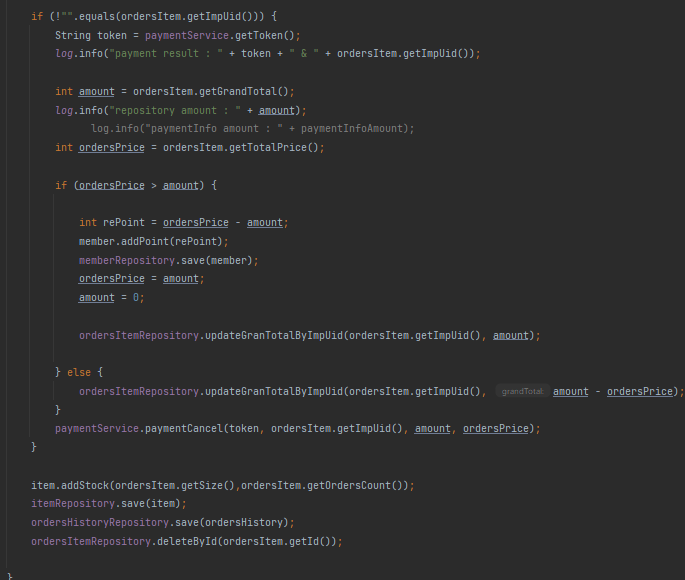 if (!"".equals(ordersItem.getImpUid())) {
String token = paymentService.getToken();
log.info("payment result : " + token + " & " + ordersItem.getImpUid());
int amount = ordersItem.getGrandTotal();
log.info("repository amount : " + amount);
log.info("paymentInfo amount : " + paymentInfoAmount);
int ordersPrice = ordersItem.getTotalPrice();
if (ordersPrice > amount) {
int rePoint = ordersPrice - amount;
member.addPoint(rePoint);
memberRepository.save(member);
ordersPrice = amount;
amount = 0;
ordersItemRepository.updateGranTotalByImpUid(ordersItem.getImpUid(), amount);
} else {
ordersItemRepository.updateGranTotalByImpUid(ordersItem.getImpUid(), grandTotal: amount - ordersPrice);
}
paymentService.paymentCancel(token, ordersItem.getImpUid(), amount, ordersPrice);
}
item.addStock(ordersItem.getSize(),ordersItem.getOrdersCount());
itemRepository.save(item);
ordersHistoryRepository.save(ordersHistory);
ordersItemRepository.deleteById(ordersItem.getId());
}